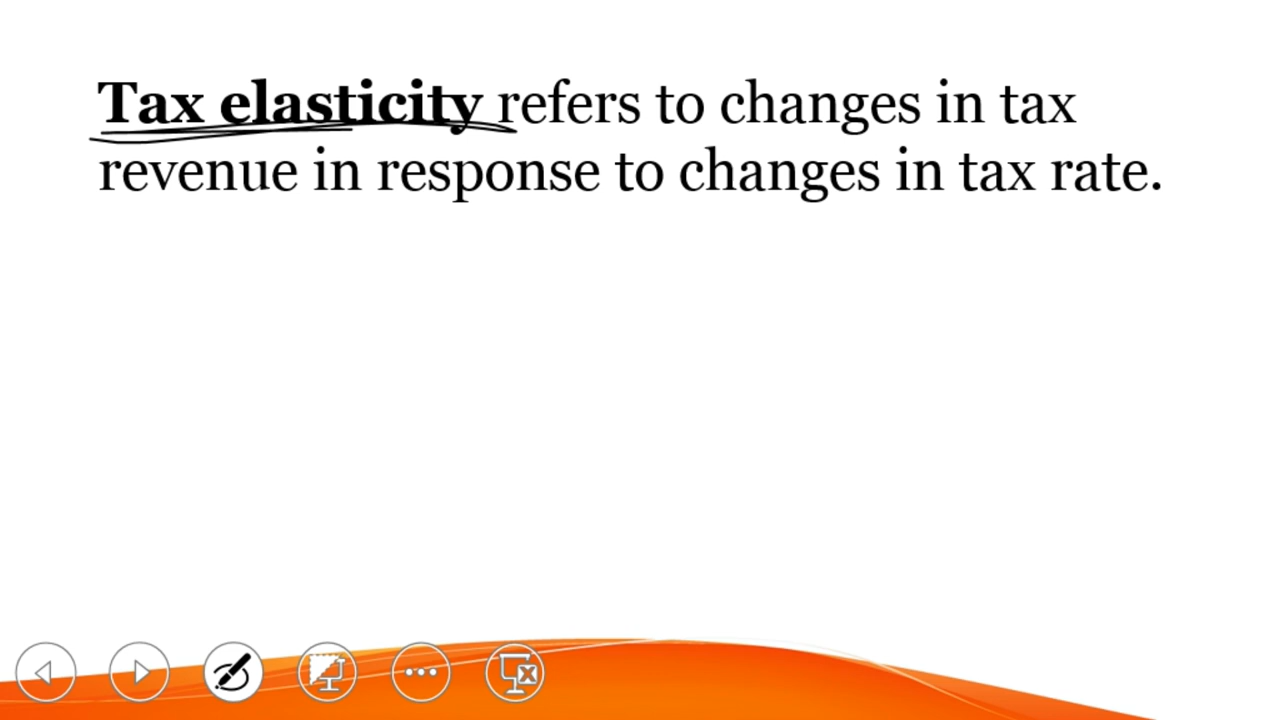 Tax elasticity refers to changes in tax
revenue in response to changes in tax rate.